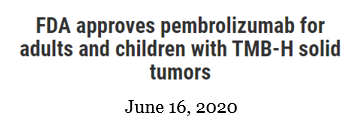 FDA approves pembrolizumab for
adults and children with TMB-H solid
tumors
June 16, 2020